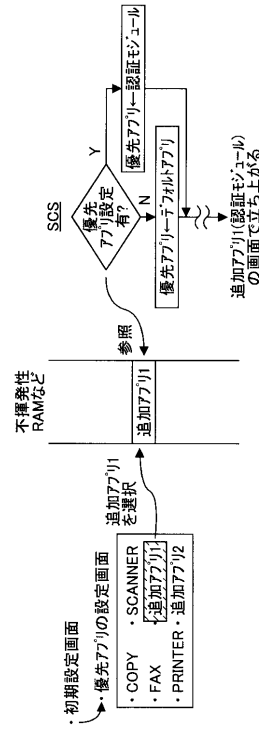 ・初期設定画面
・優先アプリの設定画面
・COPY
・SCANNER
・FAX
・追加アプリ1
・PRINTER
・追加アプリ2
追加アプリ1
を選択
不揮発性
RAMなど
追加アプリ1
参照
SCS
優先
アプリ設定
有?
Y
N
優先アプリ←認証モジュール
優先アプリ←デフォルトアプリ
追加アプリ1(認証モジュール)
の画面で立ち上がる